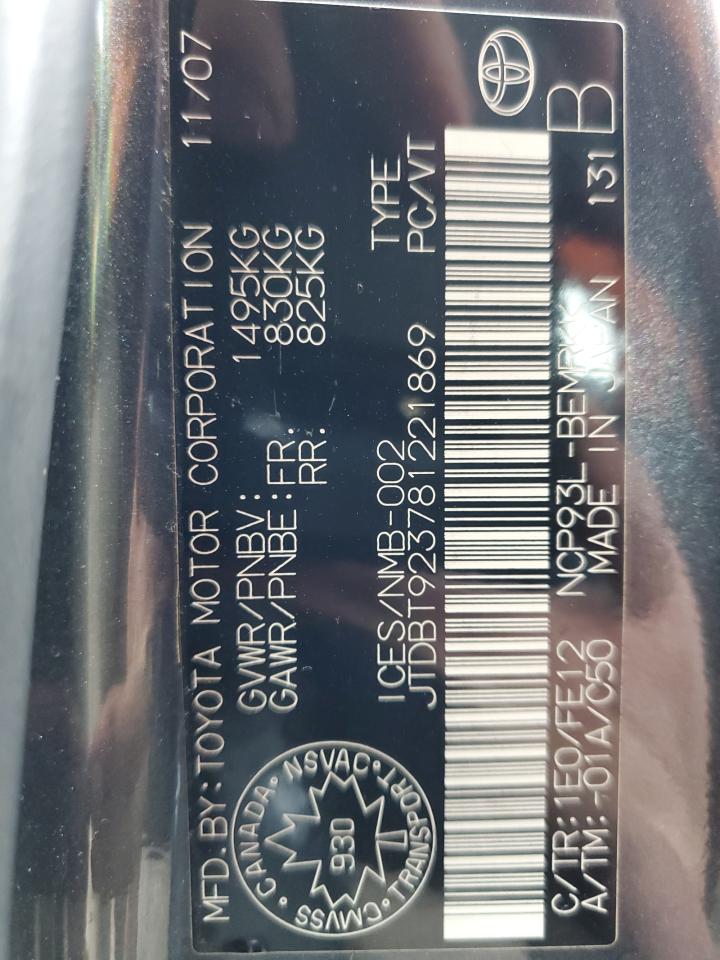 MFD.BY:TOYOTA MOTOR CORPORATION 11/07
GVWR/PNBV: 1495KG
GAWR/PNBE:FR. 830KG
RR. 825KG
CANADA • NSVAC • TRANSPORT • CMVSS •
930
ICES/NMB-002 TYPE
JTDBT923781221869 PC/VT
C/TR:1E0/FE12 NCP93L-BEMRKK
A/TM:-01A/C50 MADE IN JAPAN 131 B